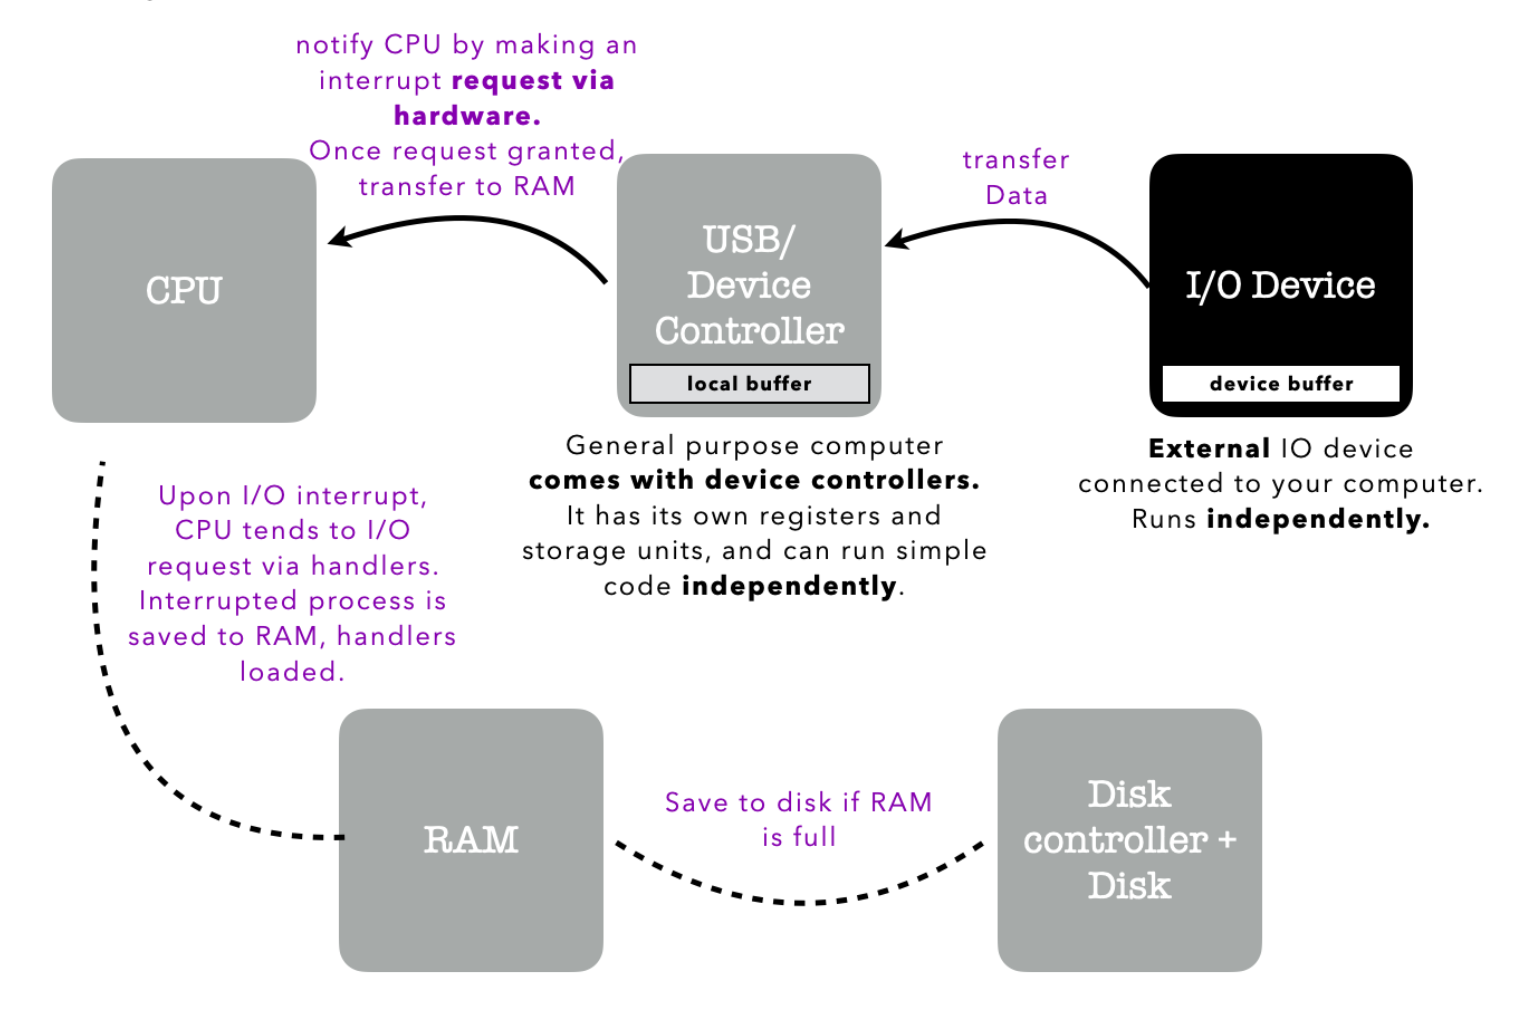 notify CPU by making an
interrupt request via
hardware.
Once request granted,
transfer to RAM
transfer
Data
CPU
USB/
Device
Controller
local buffer
I/O Device
device buffer
General purpose computer
comes with device controllers.
It has its own registers and
storage units, and can run simple
code independently.
External IO device
connected to your computer.
Runs independently.
Upon I/O interrupt,
CPU tends to I/O
request via handlers.
Interrupted process is
saved to RAM, handlers
loaded.
RAM
Save to disk if RAM
is full
Disk
controller +
Disk